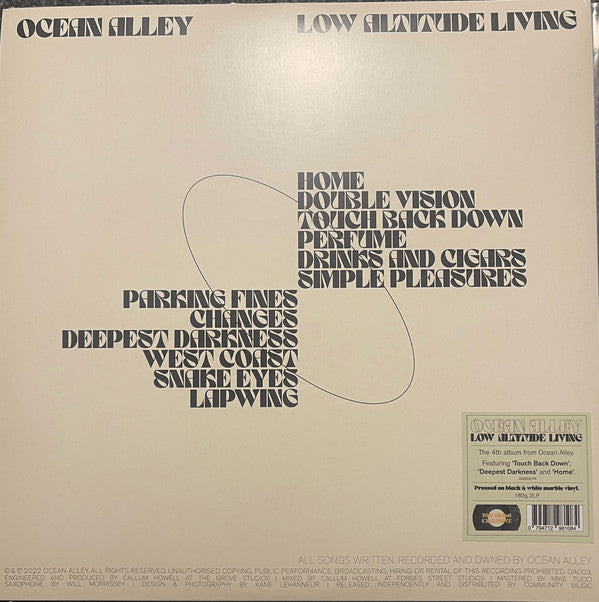 OCEAN ALLEY
LOW ALTITUDE LIVING
HOME
DOUBLE VISION
TOUCH BACK DOWN
PERFUME
DRINKS AND CIGARS
SIMPLE PLEASURES
PARKING FINES
CHANGES
DEEPEST DARKNESS
WEST COAST
SNAKE EYES
LAPWING
OCEAN ALLEY
LOW ALTITUDE LIVING
The 4th album from Ocean Alley.
Featuring 'Touch Back Down',
'Deepest Darkness' and 'Home'.
Pressed on black & white marble vinyl.
180g, 2LP.
EXCLUSIVE
0 794712 981084
ALL SONGS WRITTEN, RECORDED AND OWNED BY OCEAN ALLEY
© & ℗ 2022 OCEAN ALLEY. ALL RIGHTS RESERVED. UNAUTHORISED COPYING, PUBLIC PERFORMANCE, BROADCASTING, HIRING OR RENTAL OF THIS RECORDING PROHIBITED. OA003.
ENGINEERED AND PRODUCED BY CALLUM HOWELL AT THE GROVE STUDIOS | MIXED BY CALLUM HOWELL AT FORBES STREET STUDIOS | MASTERED BY MIKE TUCCI
SAXOPHONE BY WILL MORRISSEY | DESIGN & PHOTOGRAPHY BY KANE LEHANNEUR | RELEASED INDEPENDENTLY AND DISTRIBUTED BY COMMUNITY MUSIC